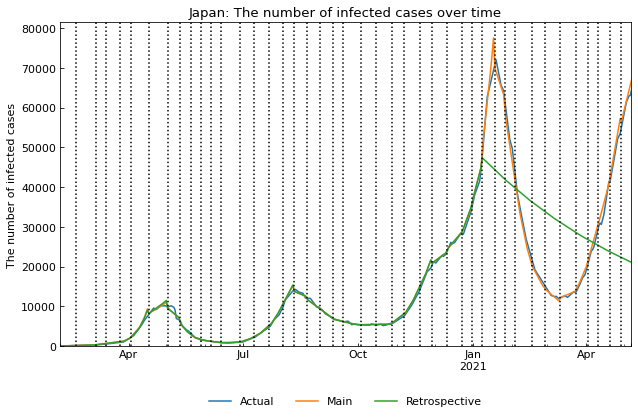 Japan: The number of infected cases over time
The number of infected cases
80000
70000
60000
50000
40000
30000
20000
10000
0
Apr Jul Oct Jan Apr
2021
Actual Main Retrospective